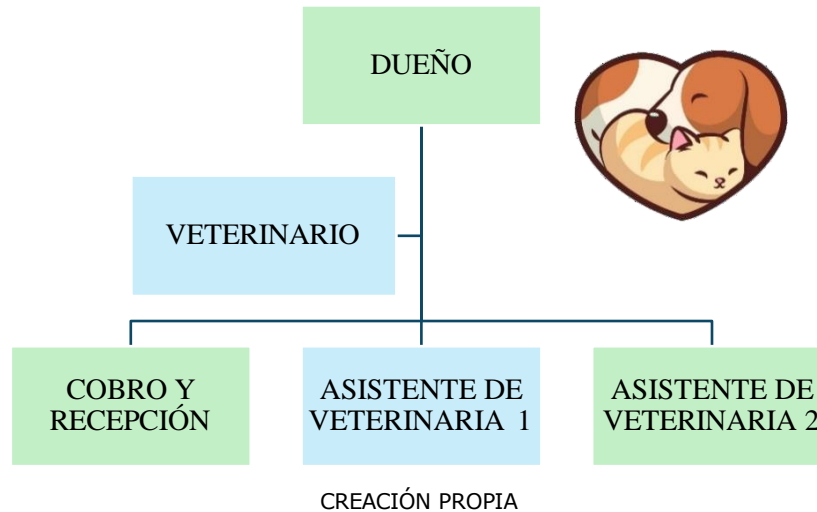 DUEÑO
VETERINARIO
COBRO Y
RECEPCIÓN
ASISTENTE DE
VETERINARIA 1
ASISTENTE DE
VETERINARIA 2
CREACIÓN PROPIA